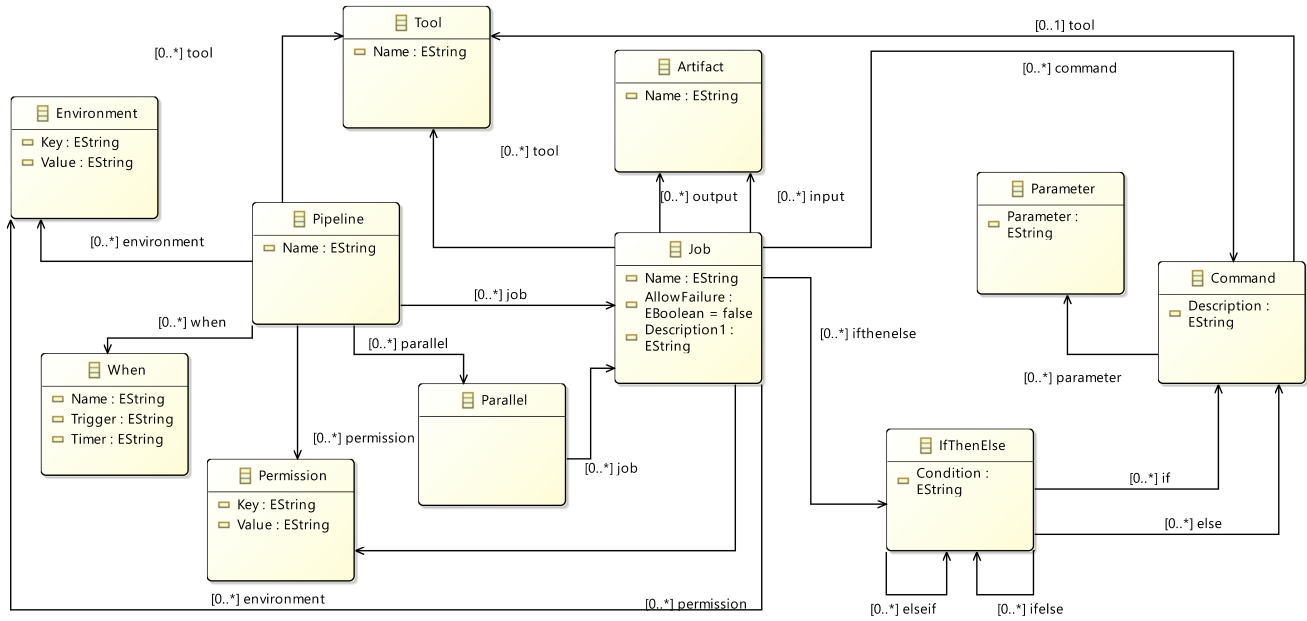 Tool
Name : EString
[0..*] tool
[0..1] tool
Artifact
Name : EString
[0..*] command
Environment
Key : EString
Value : EString
[0..*] tool
Parameter
Parameter :
EString
[0..*] output
[0..*] input
Pipeline
Name : EString
[0..*] environment
Job
Name : EString
AllowFailure :
EBoolean = false
Description1 :
EString
Command
Description :
EString
[0..*] job
[0..*] when
[0..*] parallel
[0..*] ifthenelse
When
Name : EString
Trigger : EString
Timer : EString
[0..*] parameter
Parallel
[0..*] permission
[0..*] job
IfThenElse
Condition :
EString
Permission
Key : EString
Value : EString
[0..*] if
[0..*] else
[0..*] environment
[0..*] permission
[0..*] elseif
[0..*] ifelse